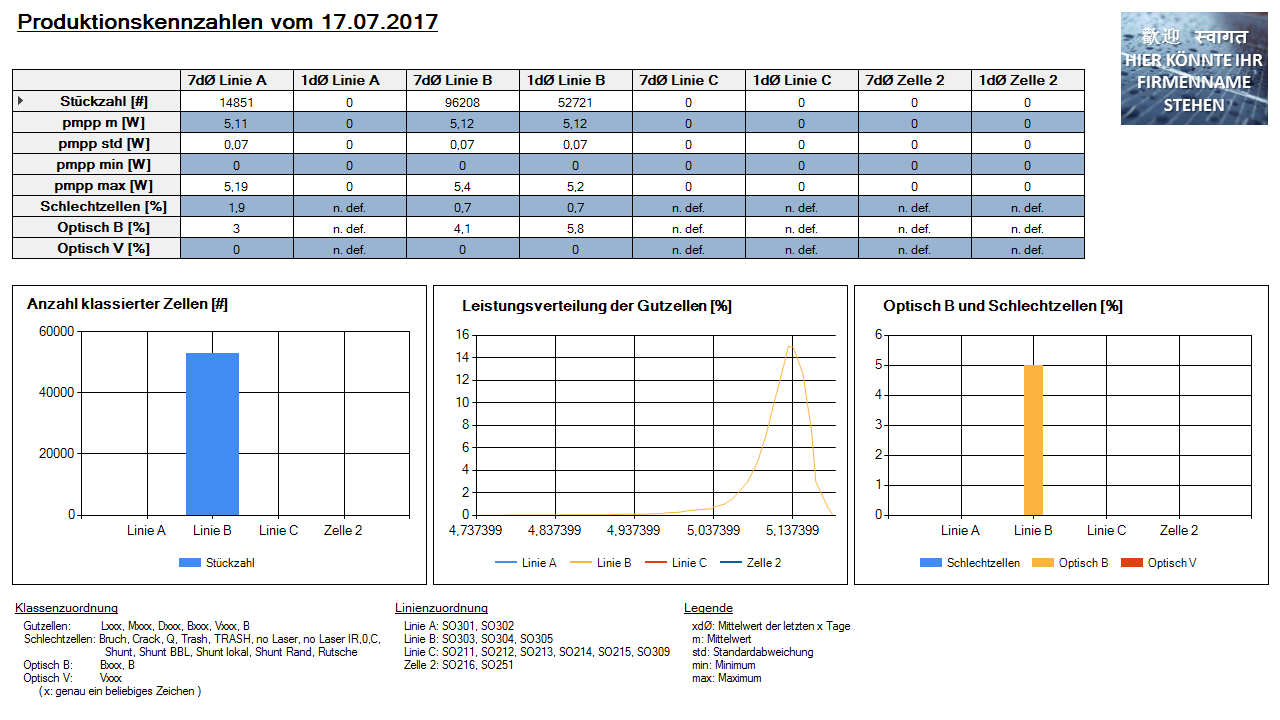 Produktionskennzahlen vom 17.07.2017
歡迎 स्वागत
HIER KÖNNTE IHR
FIRMENNAME
STEHEN
7dØ Linie A 1dØ Linie A 7dØ Linie B 1dØ Linie B 7dØ Linie C 1dØ Linie C 7dØ Zelle 2 1dØ Zelle 2
Stückzahl [#] 14851 0 96208 52721 0 0 0 0
pmpp m [W] 5,11 0 5,12 5,12 0 0 0 0
pmpp std [W] 0,07 0 0,07 0,07 0 0 0 0
pmpp min [W] 0 0 0 0 0 0 0 0
pmpp max [W] 5,19 0 5,4 5,2 0 0 0 0
Schlechtzellen [%] 1,9 n. def. 0,7 0,7 n. def. n. def. n. def. n. def.
Optisch B [%] 3 n. def. 4,1 5,8 n. def. n. def. n. def. n. def.
Optisch V [%] 0 n. def. 0 0 n. def. n. def. n. def. n. def.
Anzahl klassierter Zellen [#]
60000
40000
20000
0
Linie A Linie B Linie C Zelle 2
Stückzahl
Leistungsverteilung der Gutzellen [%]
16
14
12
10
8
6
4
2
0
4,737399 4,837399 4,937399 5,037399 5,137399
Linie A Linie B Linie C Zelle 2
Optisch B und Schlechtzellen [%]
6
5
4
3
2
1
0
Linie A Linie B Linie C Zelle 2
Schlechtzellen Optisch B Optisch V
Klassenzuordnung
Gutzellen: Lxxx, Mxxx, Dxxx, Bxxx, Vxxx, B
Schlechtzellen: Bruch, Crack, Q, Trash, TRASH, no Laser, no Laser IR,0,C,
Shunt, Shunt BBL, Shunt lokal, Shunt Rand, Rutsche
Optisch B: Bxxx, B
Optisch V: Vxxx
( x: genau ein beliebiges Zeichen )
Linienzuordnung
Linie A: SO301, SO302
Linie B: SO303, SO304, SO305
Linie C: SO211, SO212, SO213, SO214, SO215, SO309
Zelle 2: SO216, SO251
Legende
xdØ: Mittelwert der letzten x Tage
m: Mittelwert
std: Standardabweichung
min: Minimum
max: Maximum